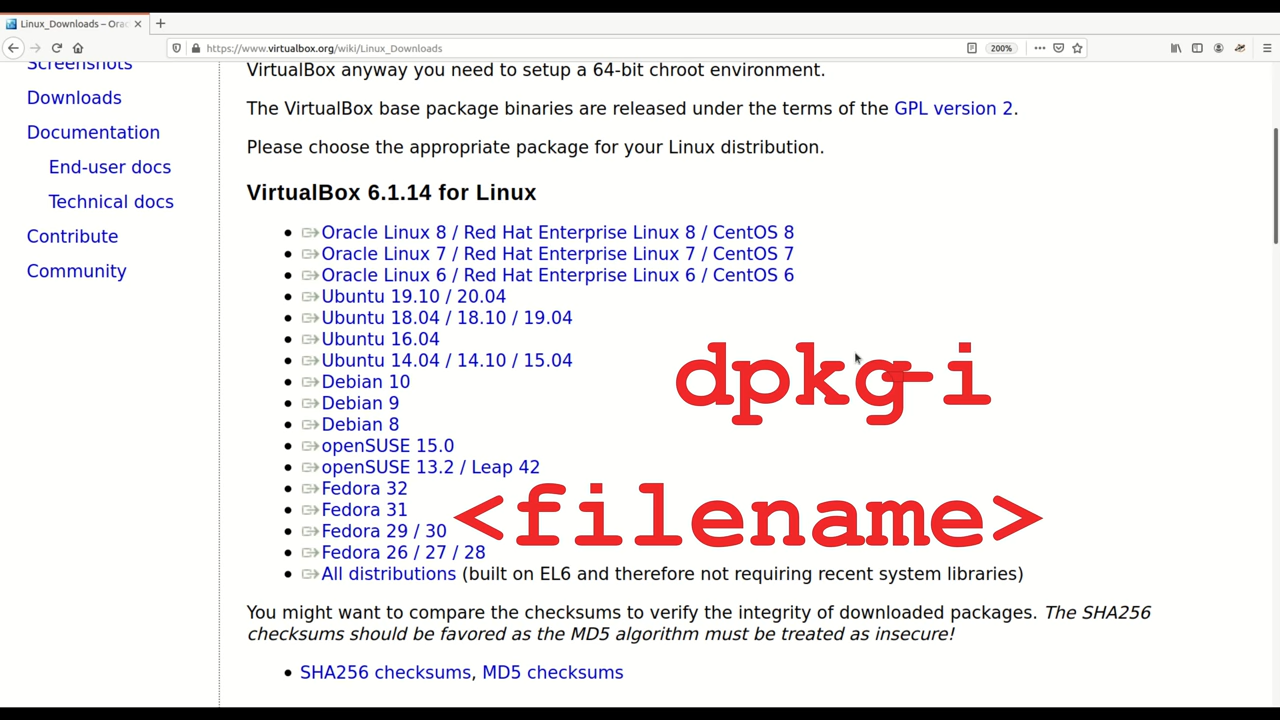 Linux_Downloads – Orac
https://www.virtualbox.org/wiki/Linux_Downloads
200%
Screenshots
Downloads
Documentation
End-user docs
Technical docs
Contribute
Community
VirtualBox anyway you need to setup a 64-bit chroot environment.
The VirtualBox base package binaries are released under the terms of the GPL version 2.
Please choose the appropriate package for your Linux distribution.
VirtualBox 6.1.14 for Linux
Oracle Linux 8 / Red Hat Enterprise Linux 8 / CentOS 8
Oracle Linux 7 / Red Hat Enterprise Linux 7 / CentOS 7
Oracle Linux 6 / Red Hat Enterprise Linux 6 / CentOS 6
Ubuntu 19.10 / 20.04
Ubuntu 18.04 / 18.10 / 19.04
Ubuntu 16.04
Ubuntu 14.04 / 14.10 / 15.04
Debian 10
Debian 9
Debian 8
openSUSE 15.0
openSUSE 13.2 / Leap 42
Fedora 32
Fedora 31
Fedora 29 / 30
Fedora 26 / 27 / 28
All distributions (built on EL6 and therefore not requiring recent system libraries)
dpkg-i
<filename>
You might want to compare the checksums to verify the integrity of downloaded packages. The SHA256
checksums should be favored as the MD5 algorithm must be treated as insecure!
SHA256 checksums, MD5 checksums